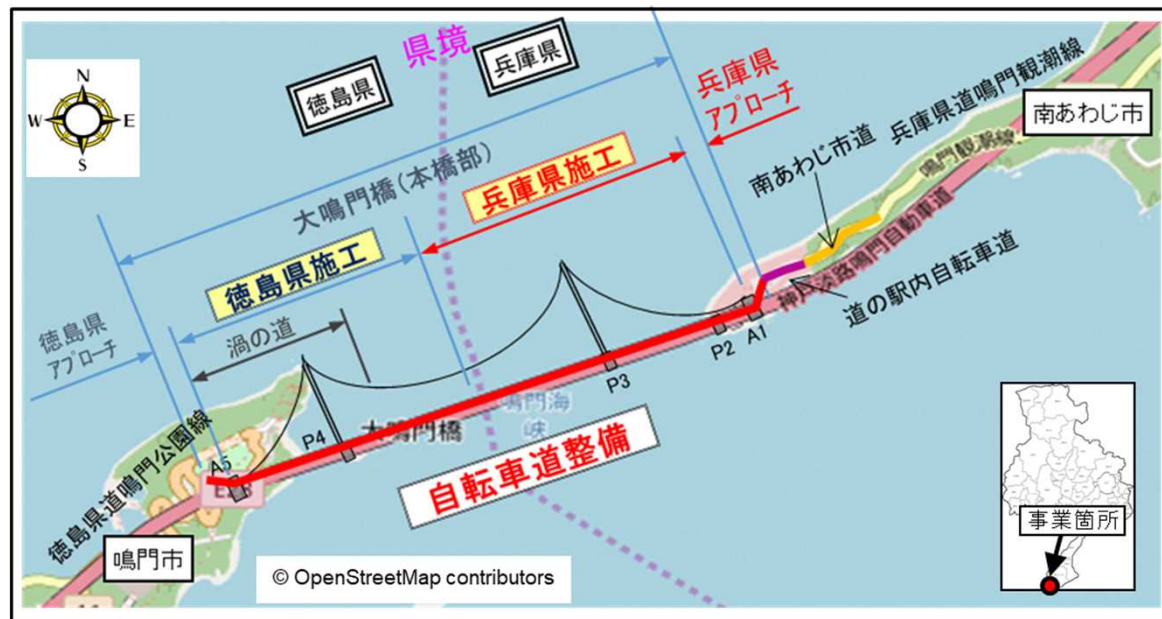 県境
徳島県
兵庫県
兵庫県
アプローチ
大鳴門橋(本橋部)
兵庫県施工
徳島県施工
徳島県
アプローチ
渦の道
南あわじ市
兵庫県道鳴門観潮線
鳴門観潮線
南あわじ市道
神戸淡路鳴門自動車道
道の駅内自転車道
N
W
E
S
P2
A1
P3
P4
A5
大鳴門橋
鳴門海
峡
自転車道整備
徳島県道鳴門公園線
鳴門市
事業箇所
© OpenStreetMap contributors